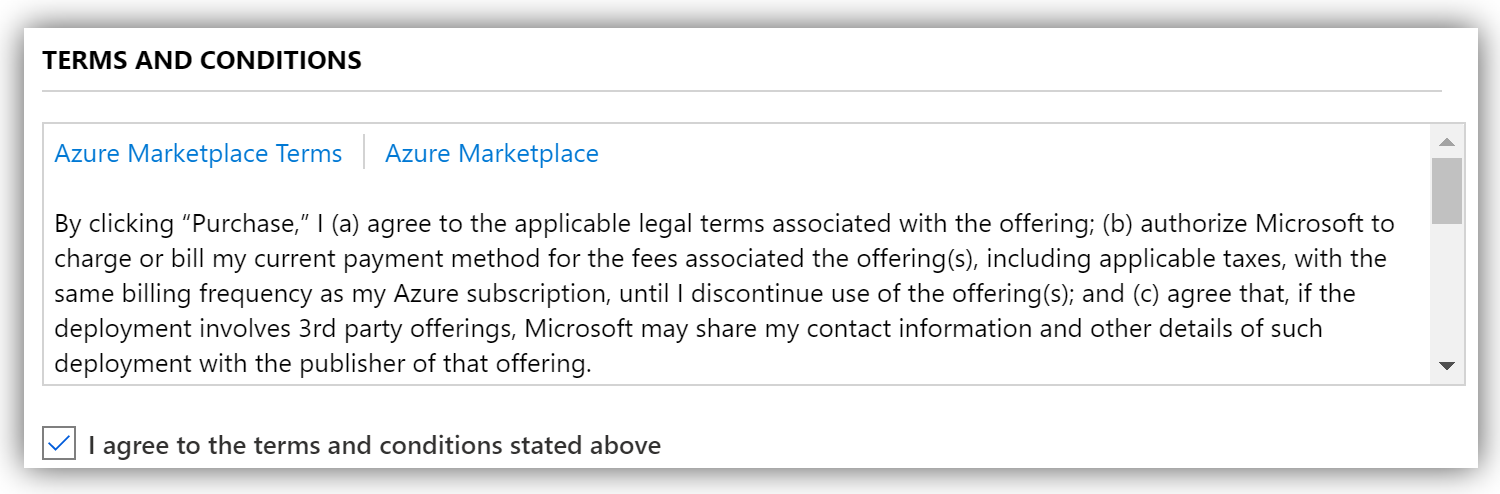 TERMS AND CONDITIONS
Azure Marketplace Terms Azure Marketplace
By clicking “Purchase,” I (a) agree to the applicable legal terms associated with the offering; (b) authorize Microsoft to
charge or bill my current payment method for the fees associated the offering(s), including applicable taxes, with the
same billing frequency as my Azure subscription, until I discontinue use of the offering(s); and (c) agree that, if the
deployment involves 3rd party offerings, Microsoft may share my contact information and other details of such
deployment with the publisher of that offering.
I agree to the terms and conditions stated above